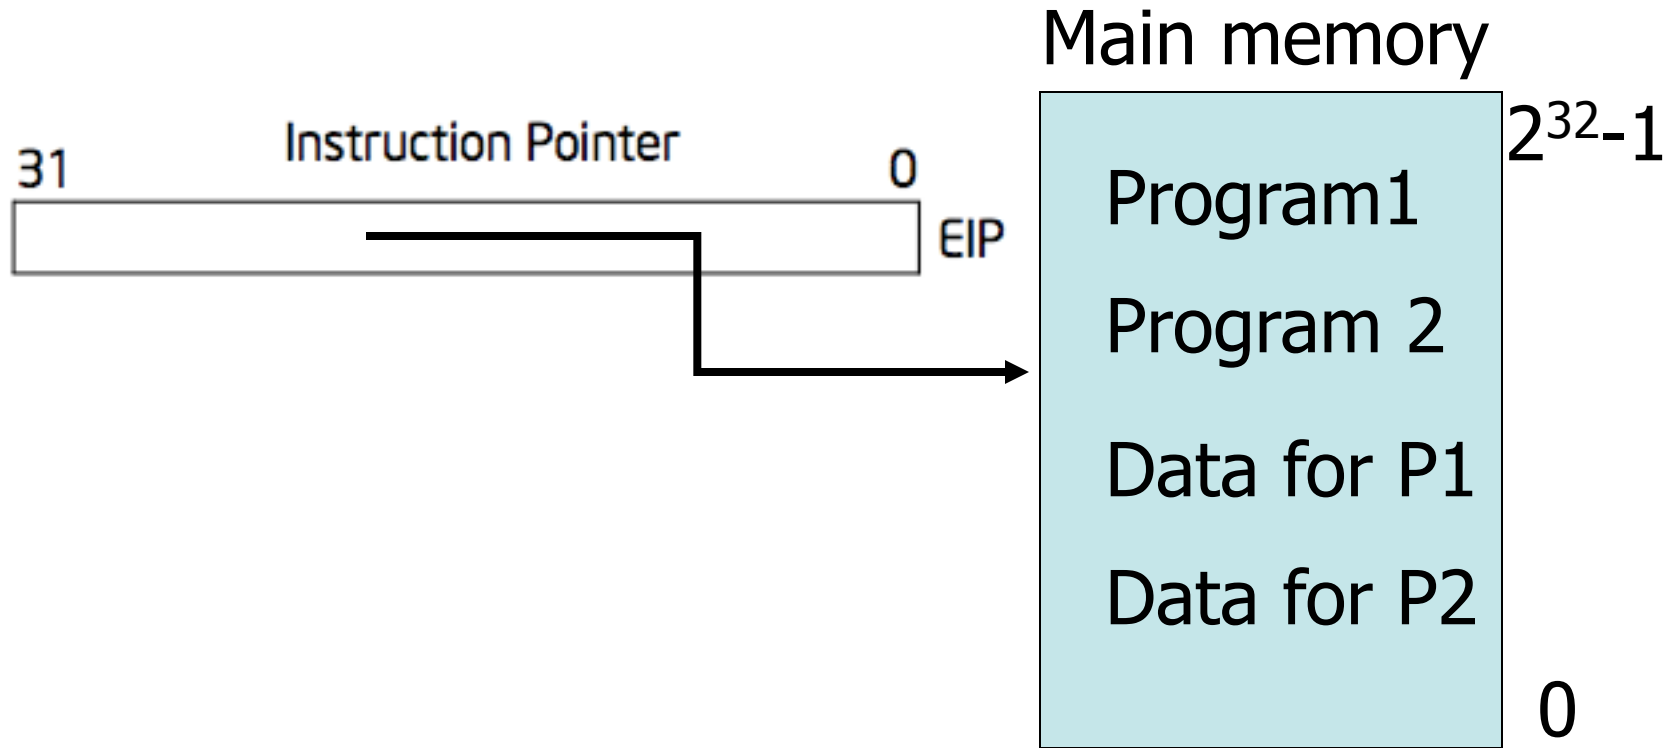 Main memory
2³²-1
Instruction Pointer
31 0
EIP
Program1
Program 2
Data for P1
Data for P2
0